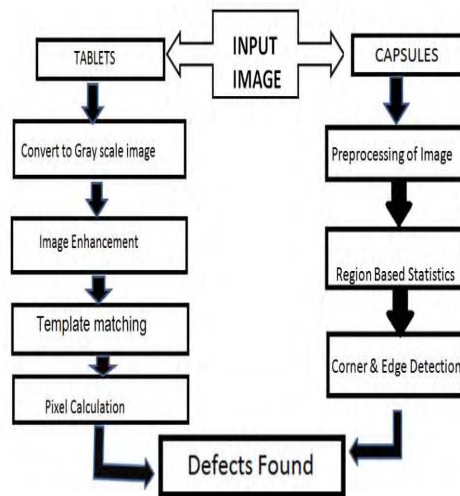 INPUT
IMAGE
TABLETS
Convert to Gray scale image
Image Enhancement
Template matching
Pixel Calculation
CAPSULES
Preprocessing of Image
Region Based Statistics
Corner & Edge Detection
Defects Found